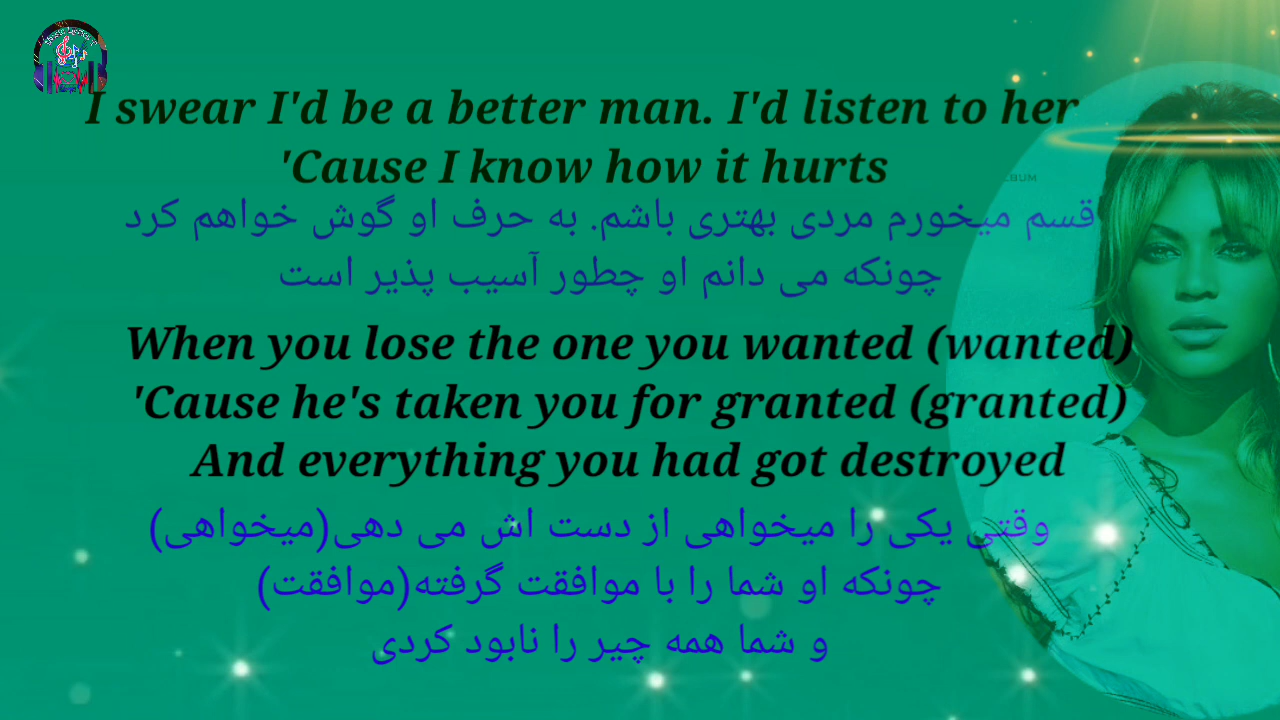 I swear I'd be a better man. I'd listen to her
'Cause I know how it hurts
قسم میخورم مردی بهتری باشم. به حرف او گوش خواهم کرد
چونکه می دانم او چطور آسیب پذیر است
When you lose the one you wanted (wanted)
'Cause he's taken you for granted (granted)
And everything you had got destroyed
وقتی یکی را میخواهی از دست اش می دهی(میخواهی)
چونکه او شما را با موافقت گرفته(موافقت)
و شما همه چیر را نابود کردی